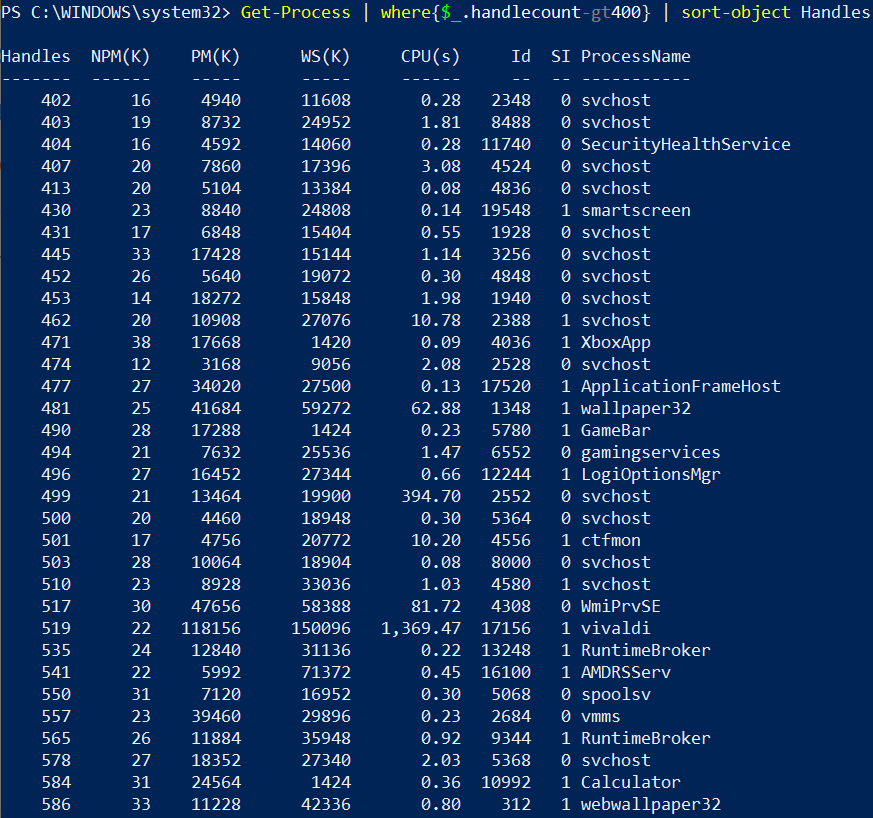 PS C:\WINDOWS\system32> Get-Process | where{$_.handlecount-gt400} | sort-object Handles
Handles  NPM(K)    PM(K)      WS(K)     CPU(s)     Id  SI ProcessName
-------  ------    -----      -----     ------     --  -- -----------
    402      16     4940      11608       0.28   2348   0 svchost
    403      19     8732      24952       1.81   8488   0 svchost
    404      16     4592      14060       0.28  11740   0 SecurityHealthService
    407      20     7860      17396       3.08   4524   0 svchost
    413      20     5104      13384       0.08   4836   0 svchost
    430      23     8840      24808       0.14  19548   1 smartscreen
    431      17     6848      15404       0.55   1928   0 svchost
    445      33    17428      15144       1.14   3256   0 svchost
    452      26     5640      19072       0.30   4848   0 svchost
    453      14    18272      15848       1.98   1940   0 svchost
    462      20    10908      27076      10.78   2388   1 svchost
    471      38    17668       1420       0.09   4036   1 XboxApp
    474      12     3168       9056       2.08   2528   0 svchost
    477      27    34020      27500       0.13  17520   1 ApplicationFrameHost
    481      25    41684      59272      62.88   1348   1 wallpaper32
    490      28    17288       1424       0.23   5780   1 GameBar
    494      21     7632      25536       1.47   6552   0 gamingservices
    496      27    16452      27344       0.66  12244   1 LogiOptionsMgr
    499      21    13464      19900     394.70   2552   0 svchost
    500      20     4460      18948       0.30   5364   0 svchost
    501      17     4756      20772      10.20   4556   1 ctfmon
    503      28    10064      18904       0.08   8000   0 svchost
    510      23     8928      33036       1.03   4580   1 svchost
    517      30    47656      58388      81.72   4308   0 WmiPrvSE
    519      22   118156     150096   1,369.47  17156   1 vivaldi
    535      24    12840      31136       0.22  13248   1 RuntimeBroker
    541      22     5992      71372       0.45  16100   1 AMDRSServ
    550      31     7120      16952       0.30   5068   0 spoolsv
    557      23    39460      29896       0.23   2684   0 vmms
    565      26    11884      35948       0.92   9344   1 RuntimeBroker
    578      27    18352      27340       2.03   5368   0 svchost
    584      31    24564       1424       0.36  10992   1 Calculator
    586      33    11228      42336       0.80    312   1 webwallpaper32